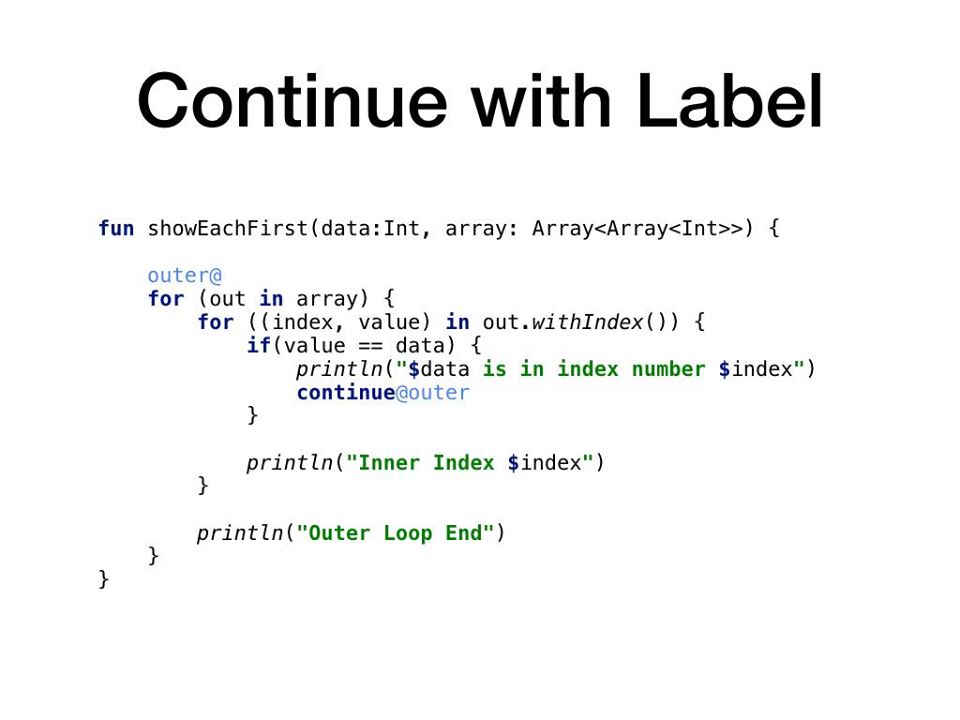 Continue with Label
fun showEachFirst(data:Int, array: Array<Array<Int>>) {
outer@
for (out in array) {
for ((index, value) in out.withIndex()) {
if(value == data) {
println("$data is in index number $index")
continue@outer
}
println("Inner Index $index")
}
println("Outer Loop End")
}
}